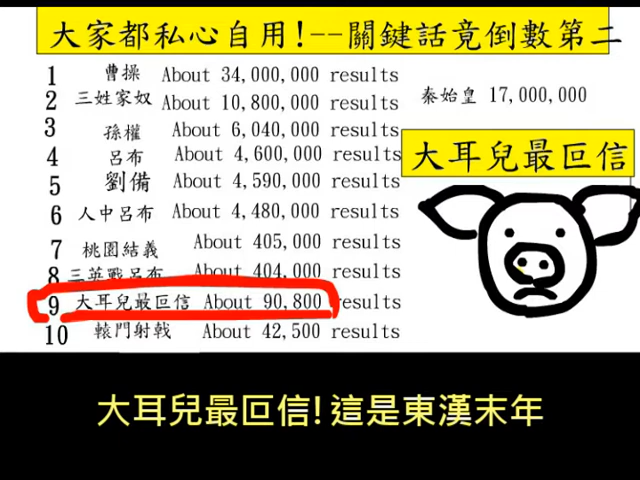 大家都私心自用!--關鍵話竟倒數第二
1 曹操 About 34,000,000 results
2 三姓家奴 About 10,800,000 results
秦始皇 17,000,000
3 孫權 About 6,040,000 results
4 呂布 About 4,600,000 results
5 劉備 About 4,590,000 results
6 人中呂布 About 4,480,000 results
7 桃園結義 About 405,000 results
8 三英戰呂布 About 404,000 results
9 大耳兒最叵信 About 90,800 results
10 轅門射戟 About 42,500 results
大耳兒最叵信
大耳兒最叵信!這是東漢末年